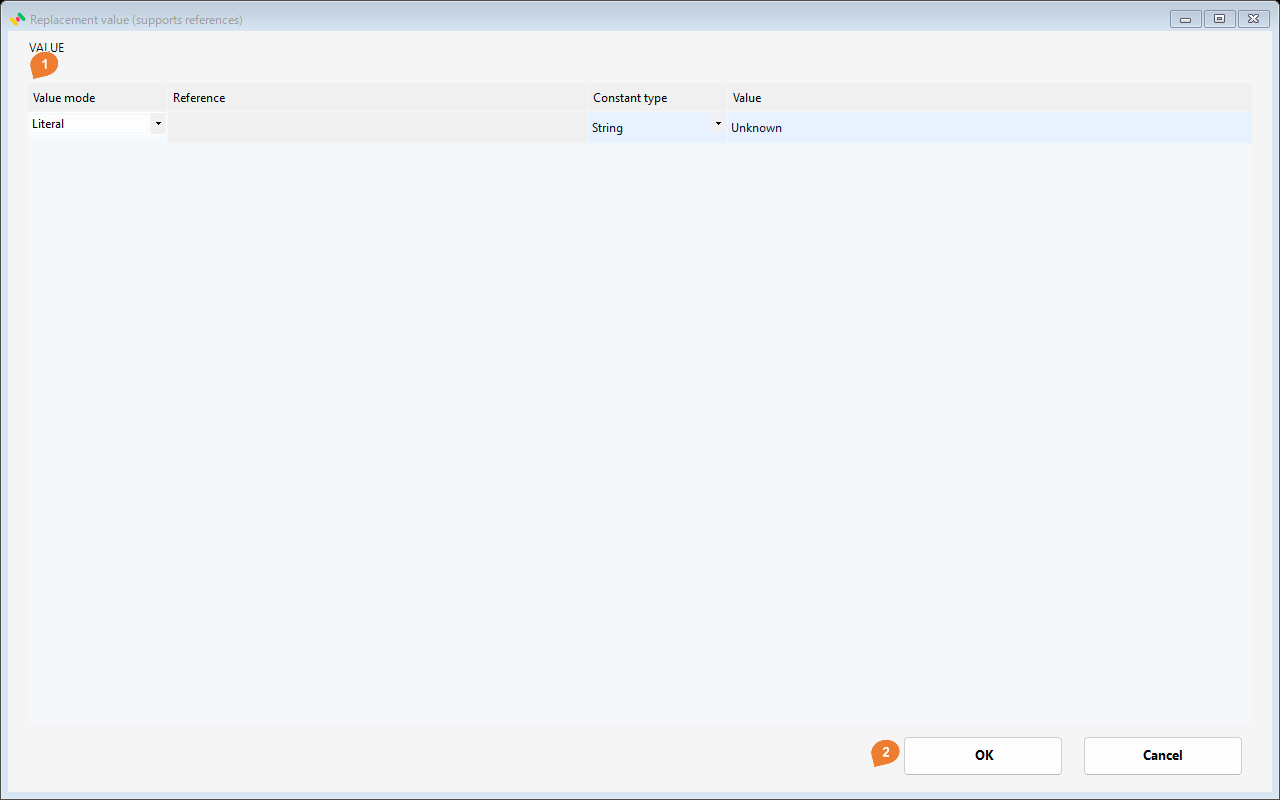 Replacement value (supports references)
VALUE
1
Value mode Reference Constant type Value
Literal String Unknown
2 OK Cancel